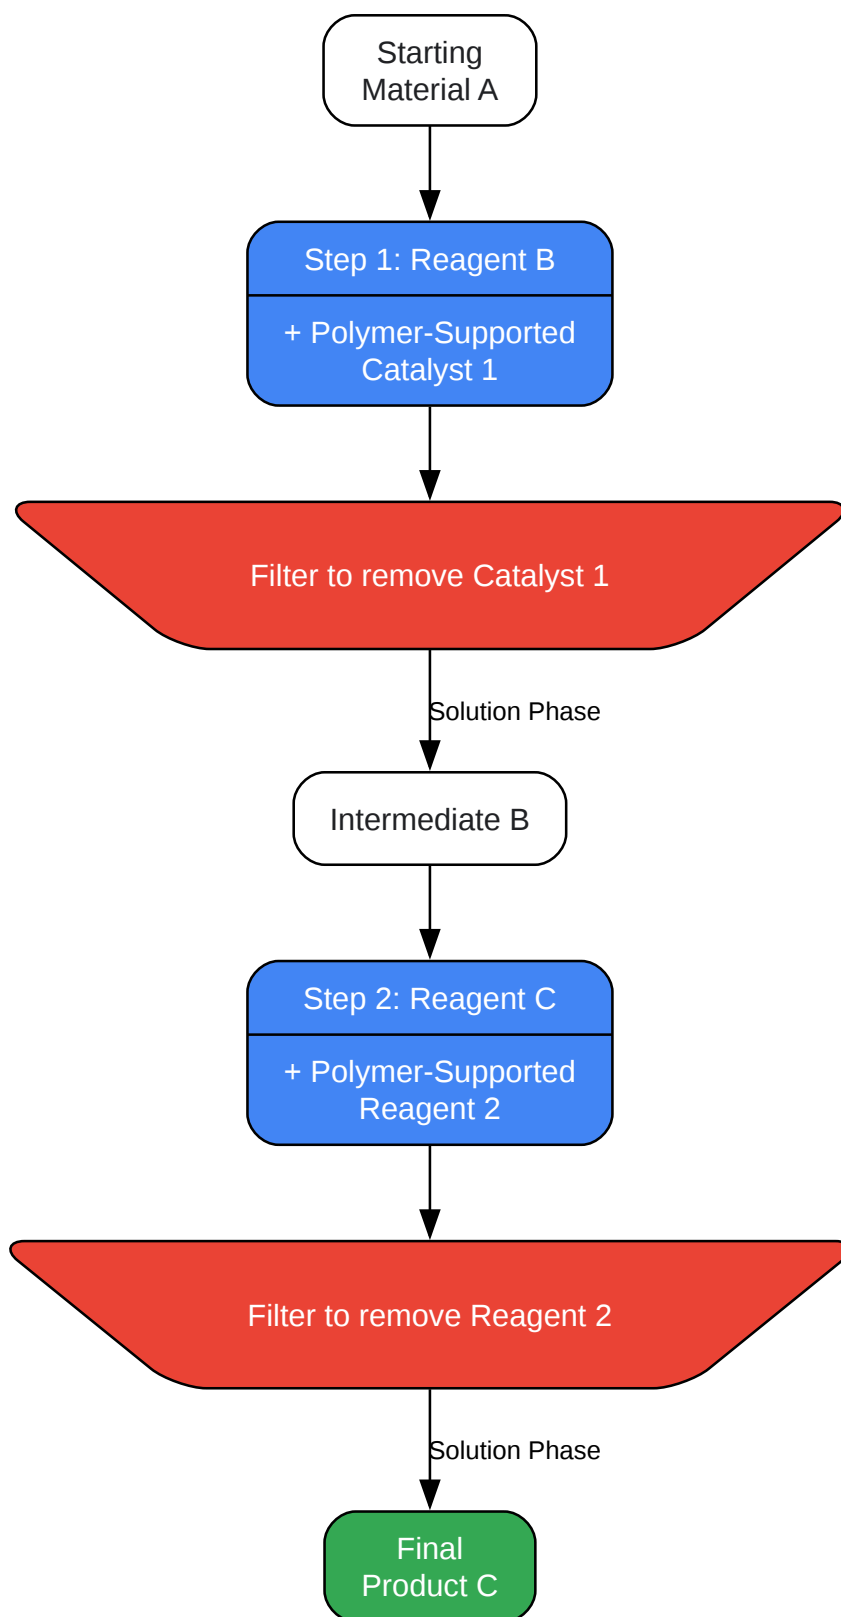 Starting
Material A
Step 1: Reagent B
+ Polymer-Supported
Catalyst 1
Filter to remove Catalyst 1
Solution Phase
Intermediate B
Step 2: Reagent C
+ Polymer-Supported
Reagent 2
Filter to remove Reagent 2
Solution Phase
Final
Product C